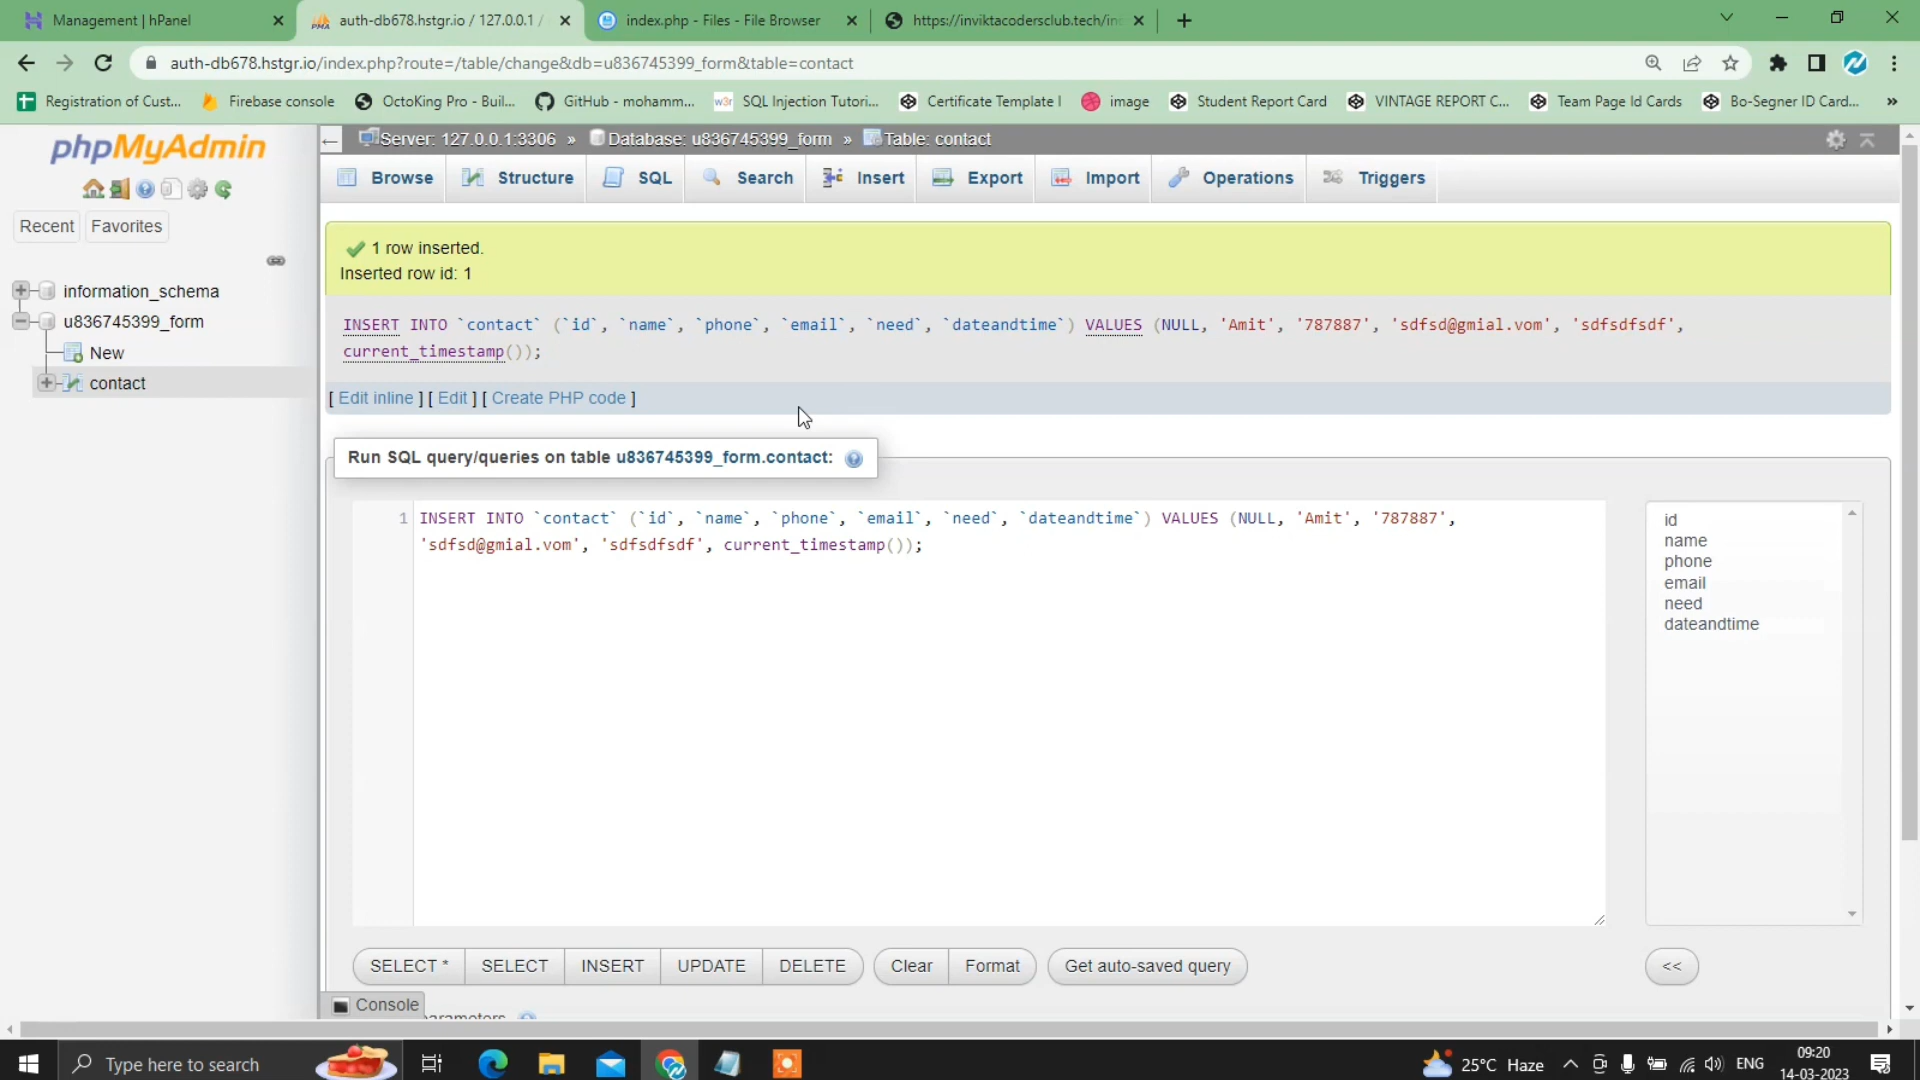 Management | hPanel
auth-db678.hstgr.io / 127.0.0.1 /
index.php - Files - File Browser
https://inviktacodersclub.tech/in
auth-db678.hstgr.io/index.php?route=/table/change&db=u836745399_form&table=contact
Registration of Cust...
Firebase console
OctoKing Pro - Buil...
GitHub - mohamm...
SQL Injection Tutori...
Certificate Template I
image
Student Report Card
VINTAGE REPORT C...
Team Page Id Cards
Bo-Segner ID Card...
»
phpMyAdmin
Recent
Favorites
information_schema
u836745399_form
New
contact
Server: 127.0.0.1:3306 » Database: u836745399_form » Table: contact
Browse
Structure
SQL
Search
Insert
Export
Import
Operations
Triggers
1 row inserted.
Inserted row id: 1
INSERT INTO `contact` (`id`, `name`, `phone`, `email`, `need`, `dateandtime`) VALUES (NULL, 'Amit', '787887', 'sdfsd@gmial.vom', 'sdfsdfsdf',
current_timestamp());
[ Edit inline ] [ Edit ] [ Create PHP code ]
Run SQL query/queries on table u836745399_form.contact:
1 INSERT INTO `contact` (`id`, `name`, `phone`, `email`, `need`, `dateandtime`) VALUES (NULL, 'Amit', '787887',
'sdfsd@gmial.vom', 'sdfsdfsdf', current_timestamp());
id
name
phone
email
need
dateandtime
SELECT *
SELECT
INSERT
UPDATE
DELETE
Clear
Format
Get auto-saved query
<<
Console
Type here to search
25°C Haze
ENG
09:20
14-03-2023